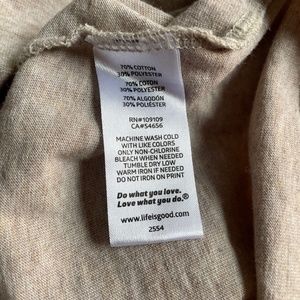 70% COTTON
30% POLYESTER
70% COTON
30% POLYESTER
70% ALGODÓN
30% POLIÉSTER
RN#109109
CA#54656
MACHINE WASH COLD
WITH LIKE COLORS
ONLY NON-CHLORINE
BLEACH WHEN NEEDED
TUMBLE DRY LOW
WARM IRON IF NEEDED
DO NOT IRON ON PRINT
Do what you love.
Love what you do.®
www.lifeisgood.com
2554